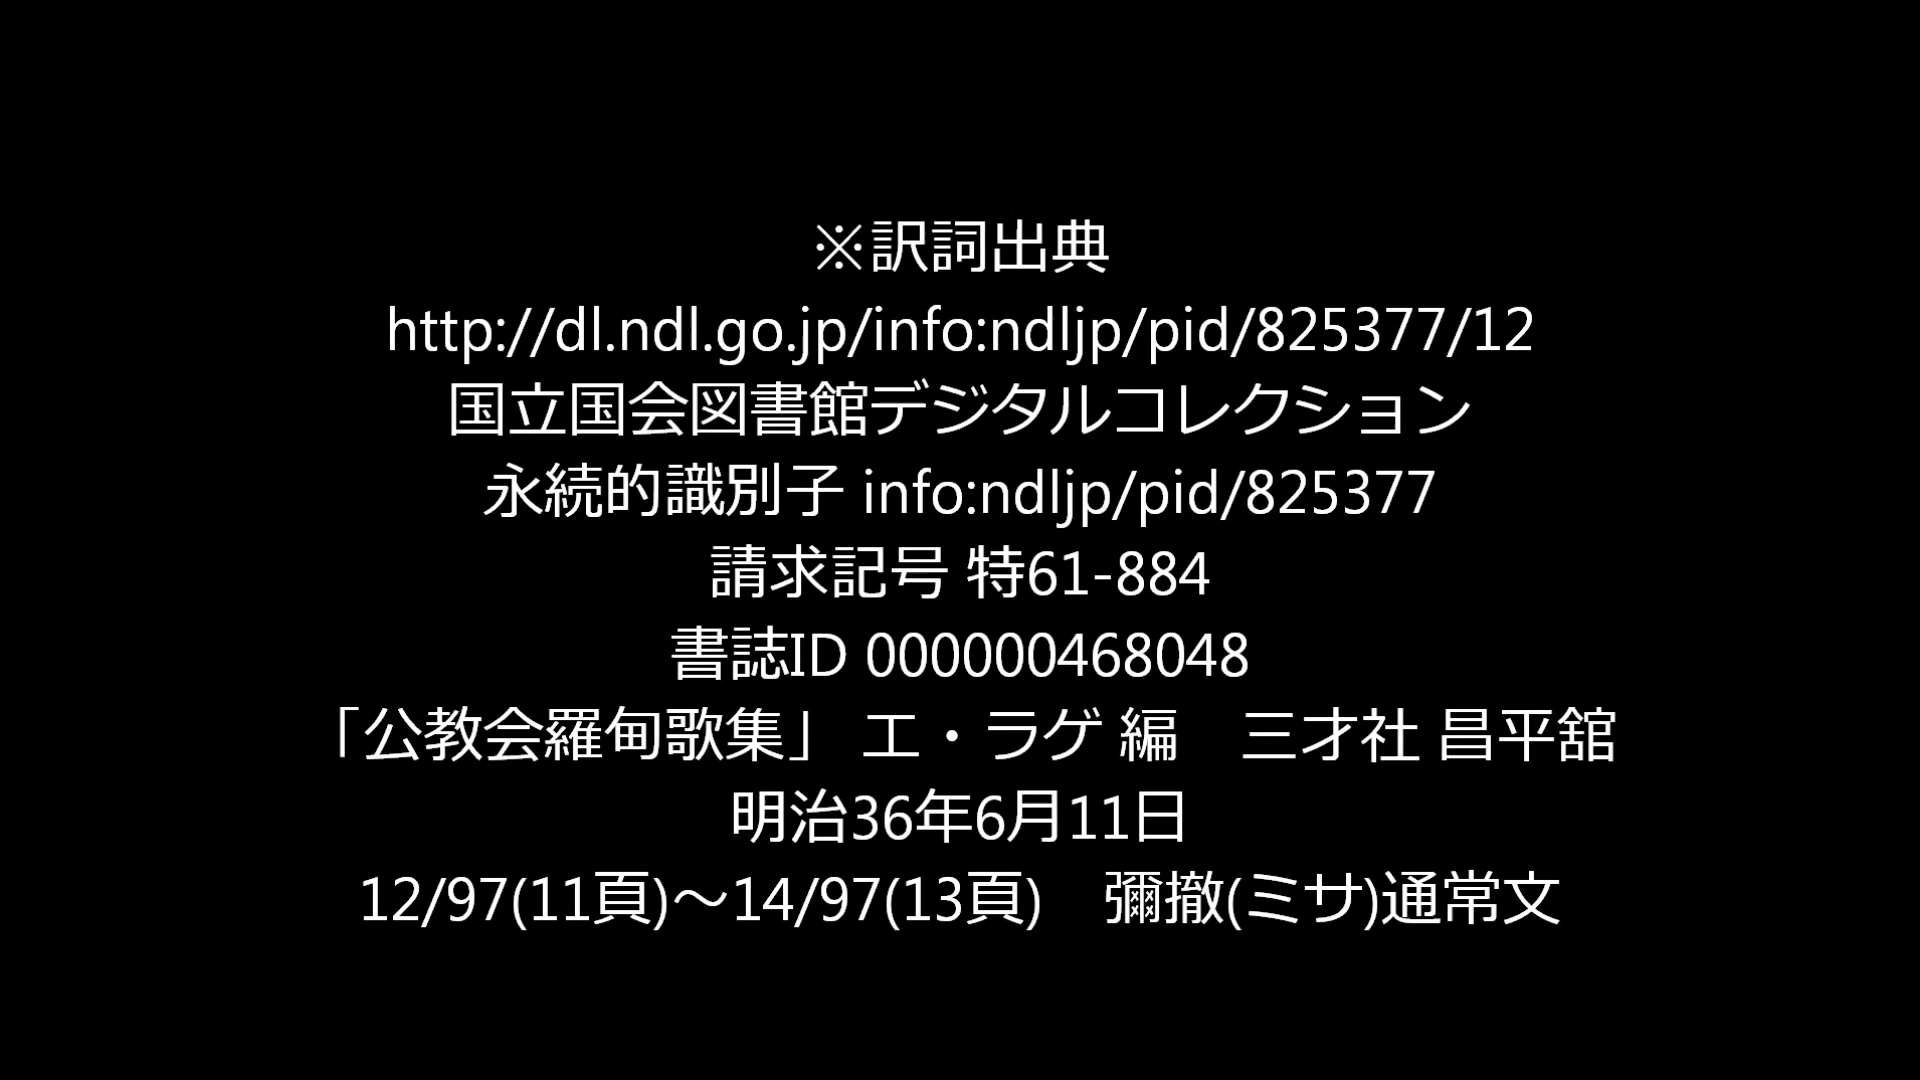 ※訳詞出典
http://dl.ndl.go.jp/info:ndljp/pid/825377/12
国立国会図書館デジタルコレクション
永続的識別子 info:ndljp/pid/825377
請求記号 特61-884
書誌ID 000000468048
「公教会羅甸歌集」 エ・ラゲ 編　三才社 昌平舘
明治36年6月11日
12/97(11頁)～14/97(13頁)　彌撤(ミサ)通常文